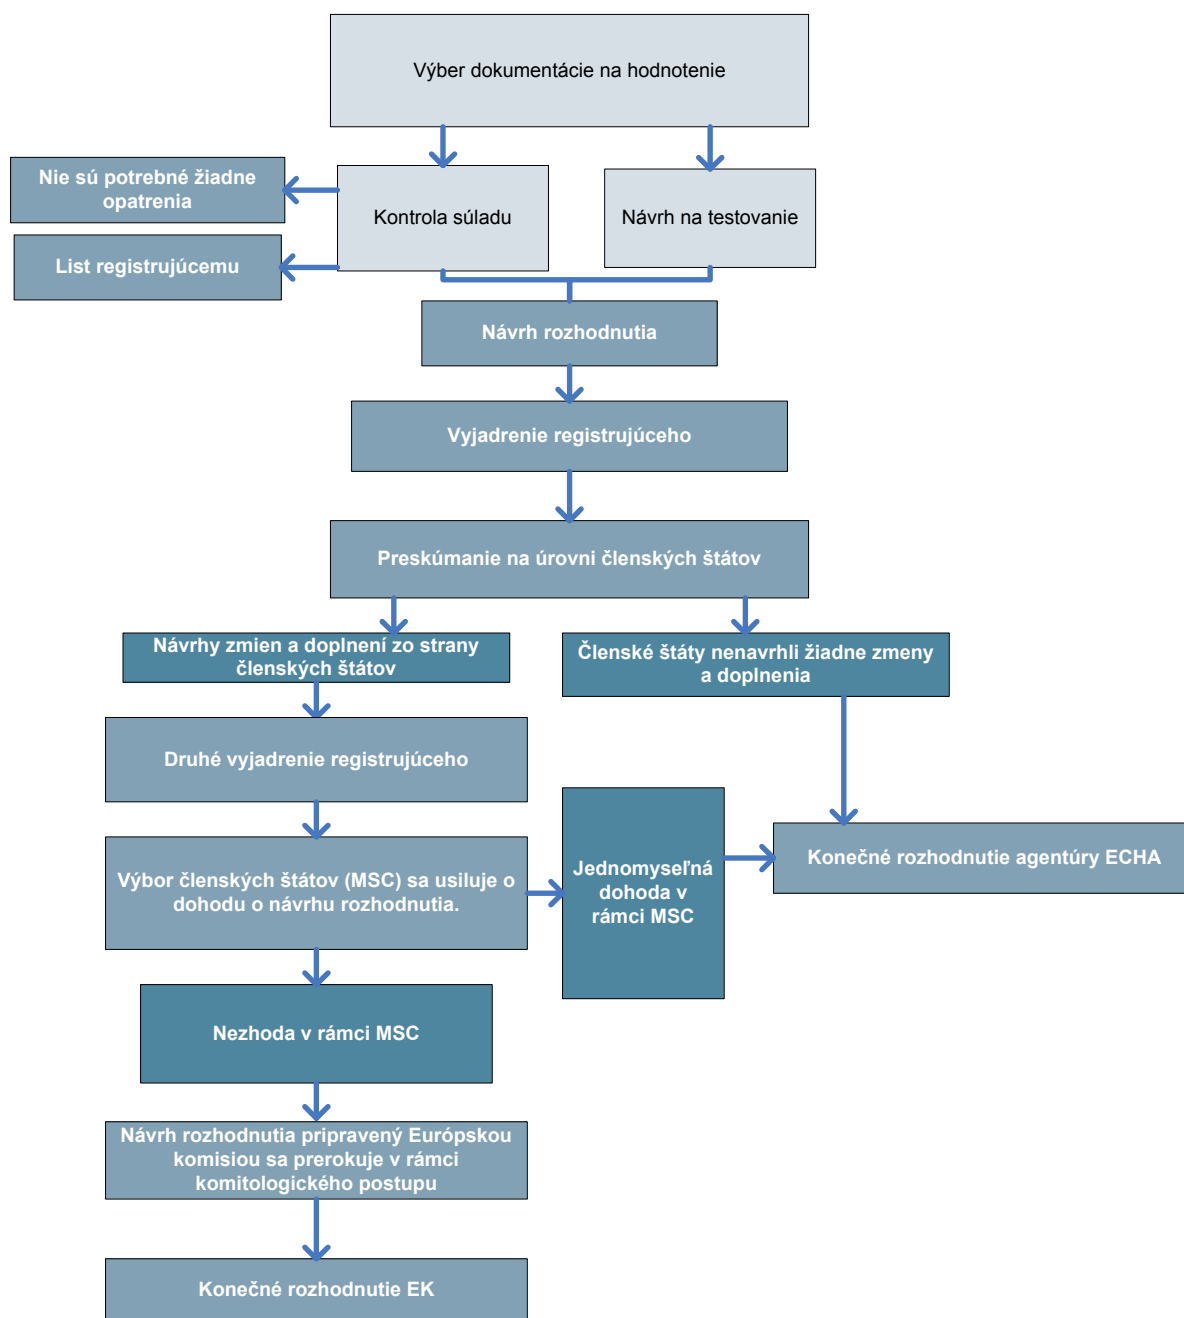 Výber dokumentácie na hodnotenie
Nie sú potrebné žiadne
opatrenia
Kontrola súladu
Návrh na testovanie
List registrujúcemu
Návrh rozhodnutia
Vyjadrenie registrujúceho
Preskúmanie na úrovni členských štátov
Návrhy zmien a doplnení zo strany
členských štátov
Členské štáty nenavrhli žiadne zmeny
a doplnenia
Druhé vyjadrenie registrujúceho
Výbor členských štátov (MSC) sa usiluje o
dohodu o návrhu rozhodnutia.
Jednomyseľná
dohoda v
rámci MSC
Konečné rozhodnutie agentúry ECHA
Nezhoda v rámci MSC
Návrh rozhodnutia pripravený Európskou
komisiou sa prerokuje v rámci
komitologického postupu
Konečné rozhodnutie EK